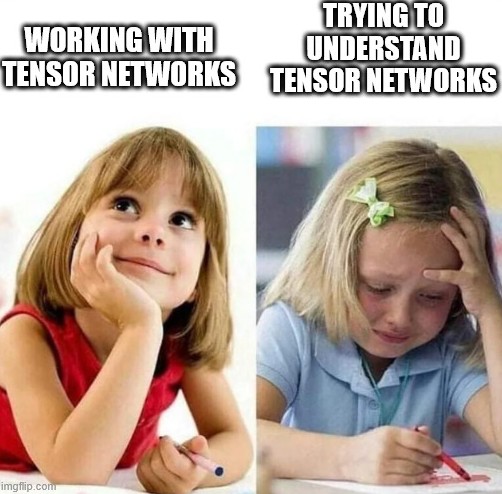 WORKING WITH
TENSOR NETWORKS
TRYING TO
UNDERSTAND
TENSOR NETWORKS
imgflip.com